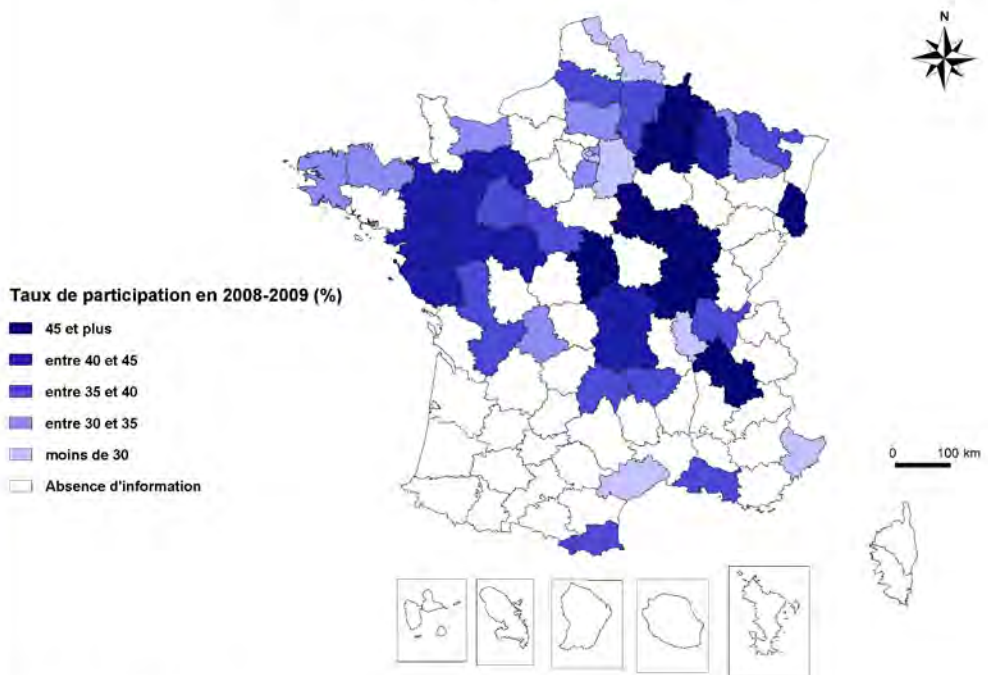 N
Taux de participation en 2008-2009 (%)
45 et plus
entre 40 et 45
entre 35 et 40
entre 30 et 35
moins de 30
Absence d'information
0 100 km